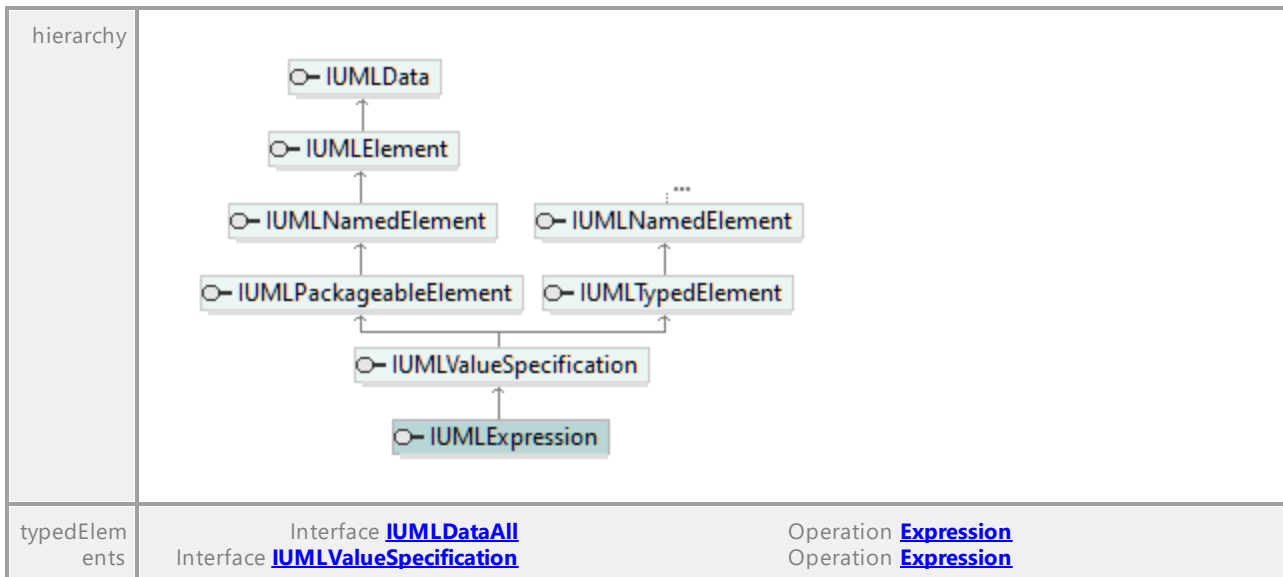 hierarchy
IUMLData
IUMLElement
...
IUMLNamedElement IUMLNamedElement
IUMLPackageableElement IUMLTypedElement
IUMLValueSpecification
IUMLExpression
typedElem
ents
Interface IUMLDataAll Operation Expression
Interface IUMLValueSpecification Operation Expression